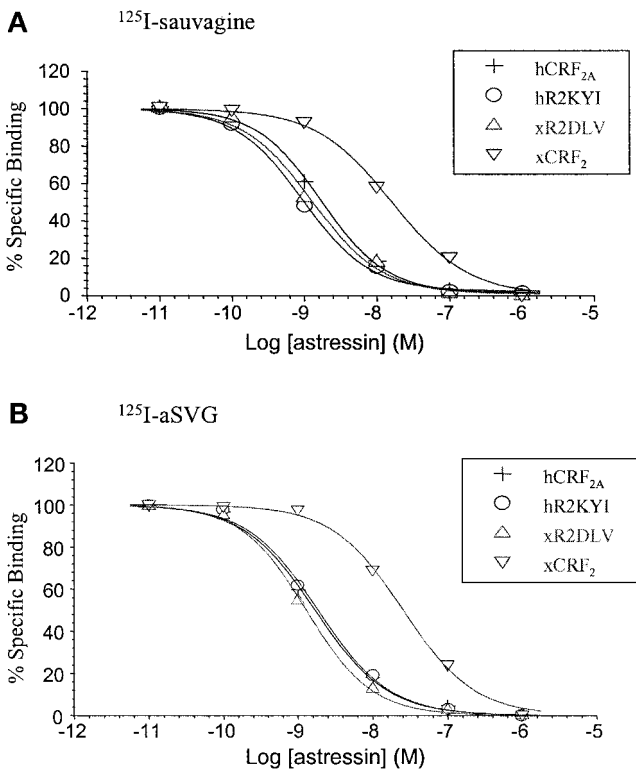 A
¹²⁵I-sauvagine
hCRF₂A
hR2KYI
xR2DLV
xCRF₂
% Specific Binding
120
100
80
60
40
20
0
-12 -11 -10 -9 -8 -7 -6 -5
Log [astressin] (M)
B
¹²⁵I-aSVG
hCRF₂A
hR2KYI
xR2DLV
xCRF₂
% Specific Binding
120
100
80
60
40
20
0
-12 -11 -10 -9 -8 -7 -6 -5
Log [astressin] (M)